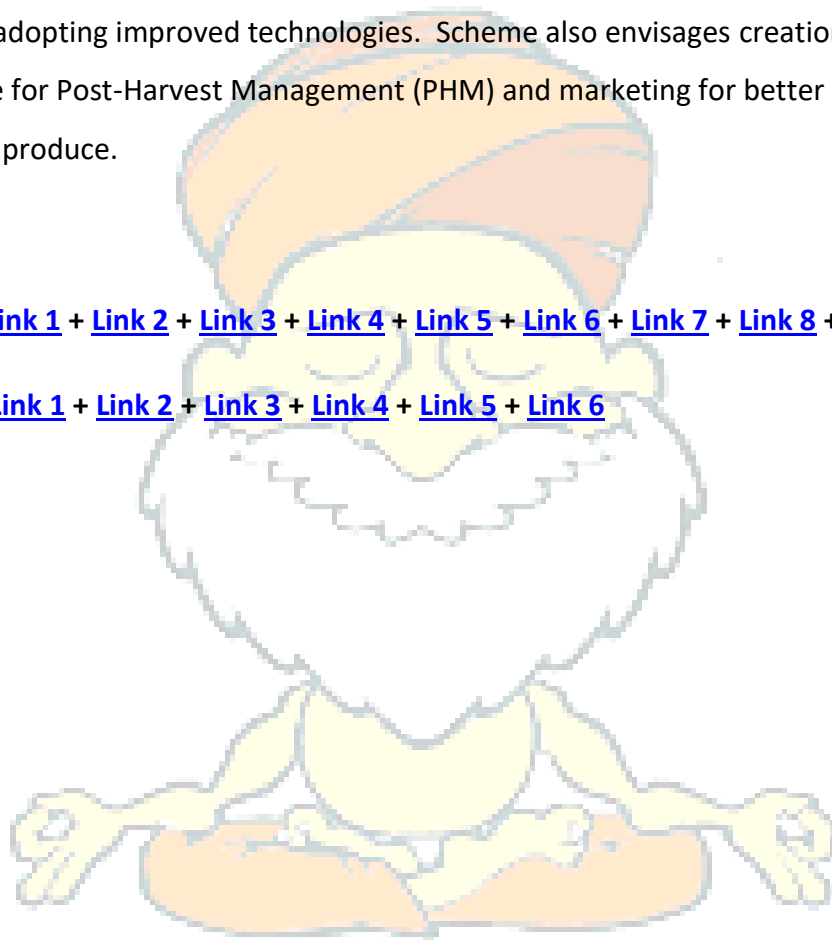 adopting improved technologies. Scheme also envisages creation
e for Post-Harvest Management (PHM) and marketing for better
produce.
ink 1 + Link 2 + Link 3 + Link 4 + Link 5 + Link 6 + Link 7 + Link 8 +
ink 1 + Link 2 + Link 3 + Link 4 + Link 5 + Link 6